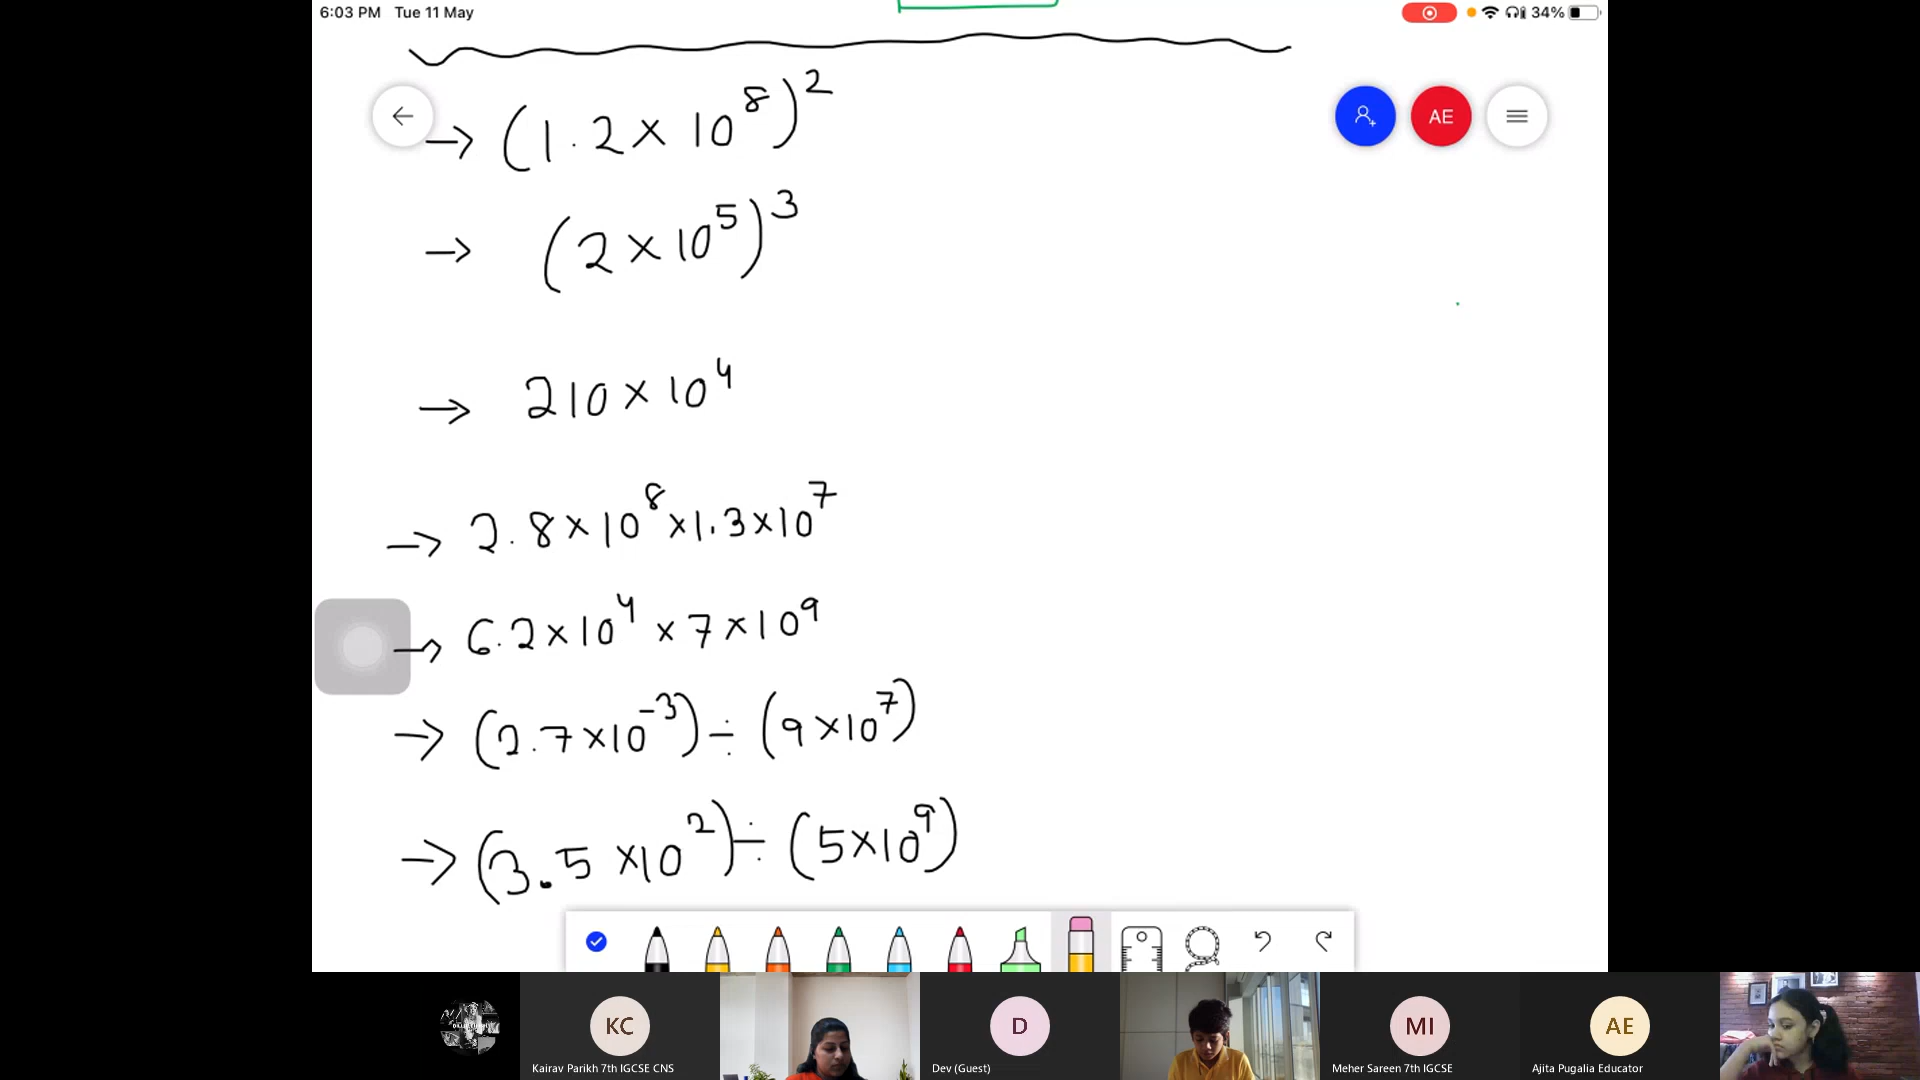 6:03 PM Tue 11 May
34%
→ (1.2 × 10⁸)²
→ (2 × 10⁵)³
AE
→ 210 × 10⁴
→ 2.8 × 10⁸ × 1.3 × 10⁷
→ 6.2 × 10⁴ × 7 × 10⁹
→ (2.7 × 10⁻³) ÷ (9 × 10⁷)
→ (3.5 × 10²) ÷ (5 × 10⁹)
KC
D
MI
AE
Kairav Parikh 7th IGCSE CNS
Dev (Guest)
Meher Sareen 7th IGCSE
Ajita Pugalia Educator